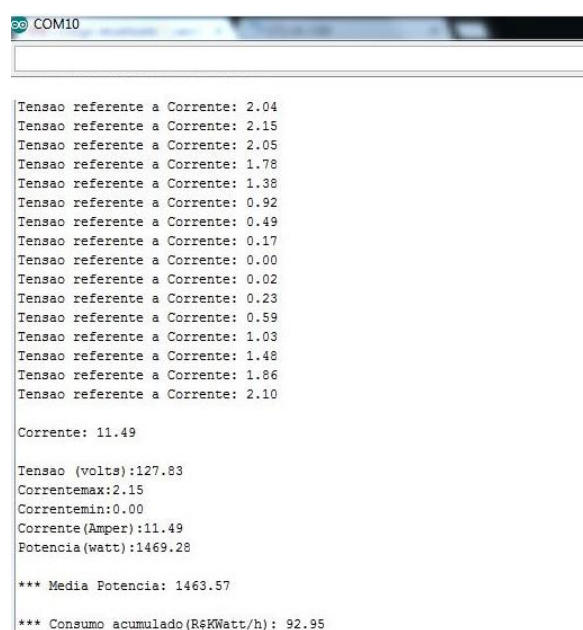 COM10
Tensao referente a Corrente: 2.04
Tensao referente a Corrente: 2.15
Tensao referente a Corrente: 2.05
Tensao referente a Corrente: 1.78
Tensao referente a Corrente: 1.38
Tensao referente a Corrente: 0.92
Tensao referente a Corrente: 0.49
Tensao referente a Corrente: 0.17
Tensao referente a Corrente: 0.00
Tensao referente a Corrente: 0.02
Tensao referente a Corrente: 0.23
Tensao referente a Corrente: 0.59
Tensao referente a Corrente: 1.03
Tensao referente a Corrente: 1.48
Tensao referente a Corrente: 1.86
Tensao referente a Corrente: 2.10
Corrente: 11.49
Tensao (volts):127.83
Correntemax:2.15
Correntemin:0.00
Corrente(Amper):11.49
Potencia(watt):1469.28
*** Media Potencia: 1463.57
*** Consumo acumulado(R$KWatt/h): 92.95